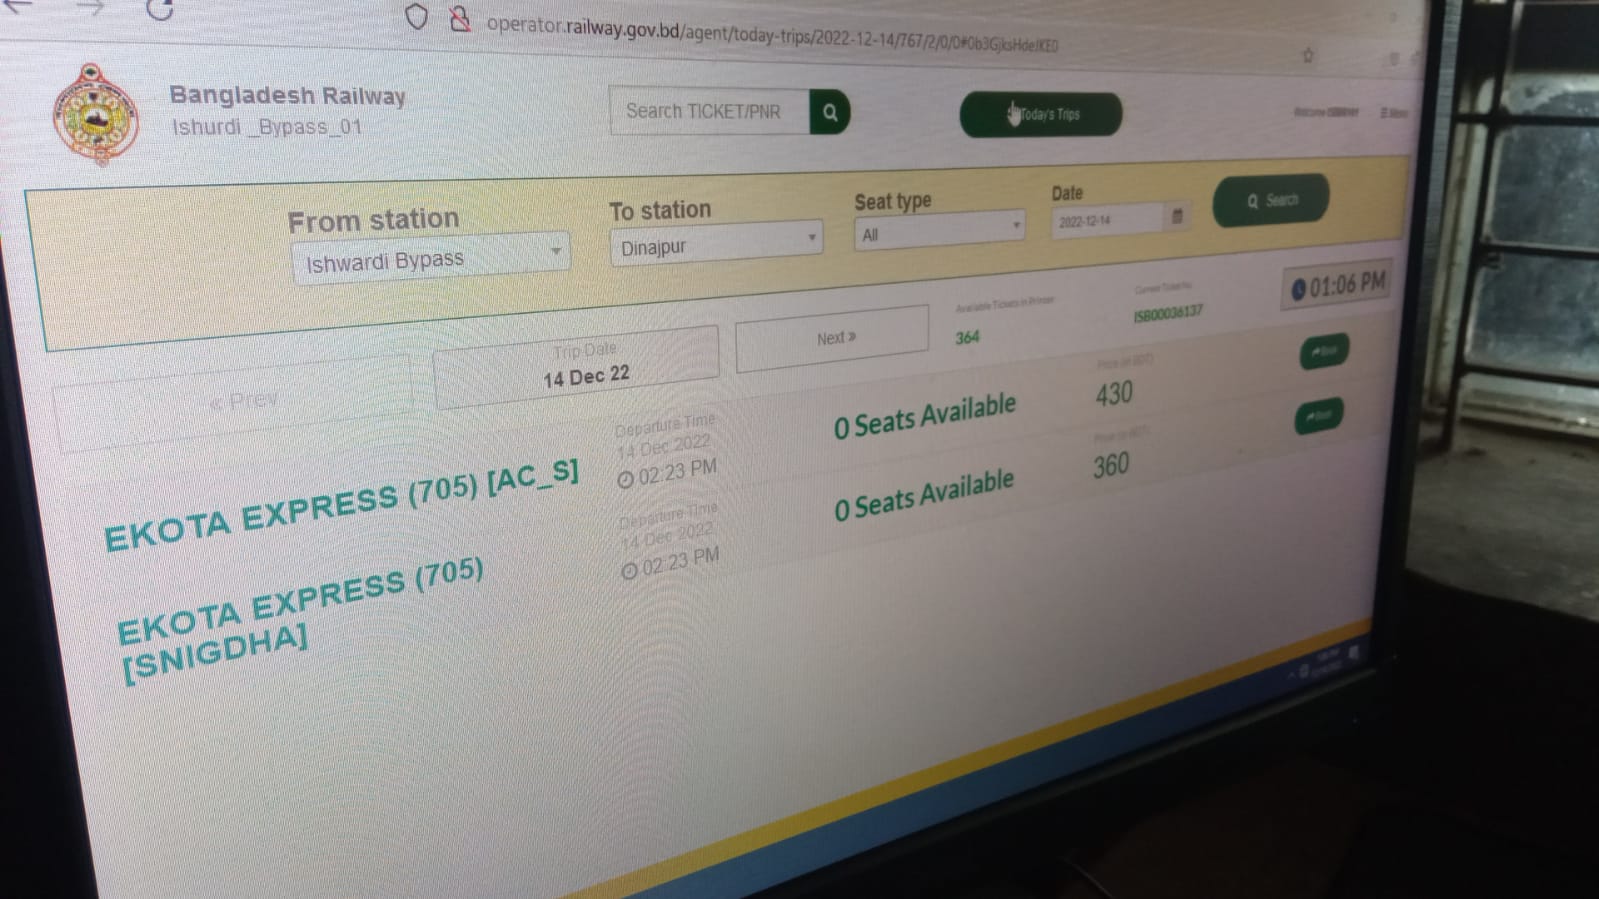 operator.railway.gov.bd/agent/today-trips/2022-12-14/767/2/0/0#0b3GjksHdeJKE0
Bangladesh Railway
Ishurdi _Bypass_01
Search TICKET/PNR
Today's Trips
Welcome
Menu
From station
Ishwardi Bypass
To station
Dinajpur
Seat type
All
Date
2022-12-14
Search
« Prev
Trip Date
14 Dec 22
Next »
Available Tickets in Printer
364
Current Ticket No
ISB00036137
01:06 PM
EKOTA EXPRESS (705) [AC_S]
Departure Time
14 Dec 2022
02:23 PM
0 Seats Available
Price (in BDT)
430
Book
EKOTA EXPRESS (705)
[SNIGDHA]
Departure Time
14 Dec 2022
02:23 PM
0 Seats Available
Price (in BDT)
360
Book